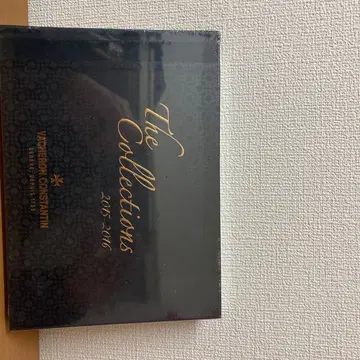 The
Collections
2015-2016
VACHERON CONSTANTIN